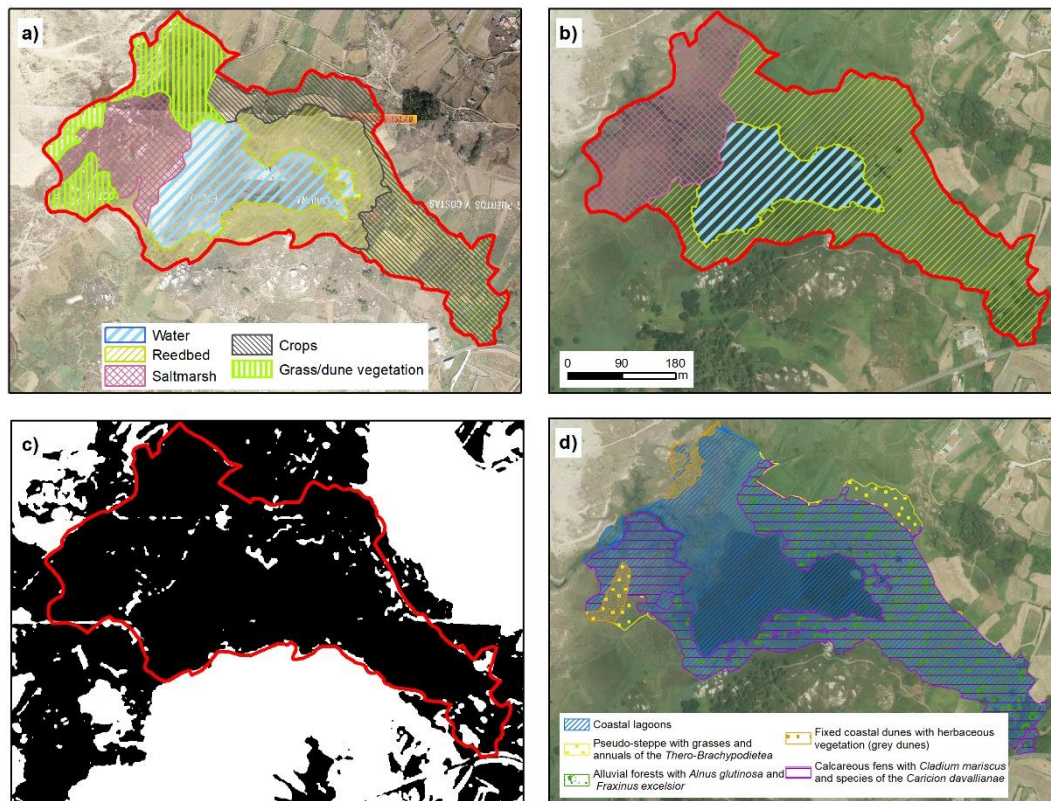 a)
Water
Reedbed
Saltmarsh
Crops
Grass/dune vegetation
b)
0 90 180
m
c)
d)
Coastal lagoons
Pseudo-steppe with grasses and
annuals of the Thero-Brachypodietea
Alluvial forests with Alnus glutinosa and
Fraxinus excelsior
Fixed coastal dunes with herbaceous
vegetation (grey dunes)
Calcareous fens with Cladium mariscus
and species of the Caricion davallianae